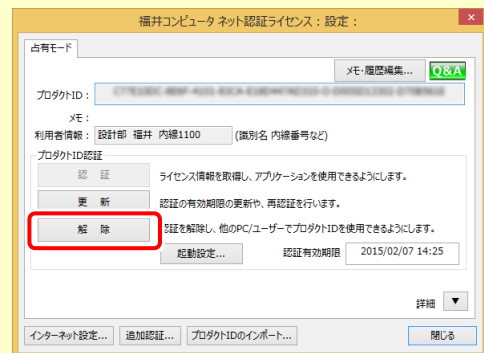 福井コンピュータ ネット認証ライセンス：設定：
占有モード
メモ・履歴編集... Q&A
プロダクトID：
メモ：
利用者情報： 設計部 福井 内線1100 (識別名 内線番号など)
プロダクトID認証
認 証 ライセンス情報を取得し、アプリケーションを使用できるようにします。
更 新 認証の有効期限の更新や、再認証を行います。
解 除 認証を解除し、他のPC/ユーザーでプロダクトIDを使用できるようにします。
起動設定... 認証有効期限 2015/02/07 14:25
詳細 ▼
インターネット設定... 追加認証... プロダクトIDのインポート... 閉じる